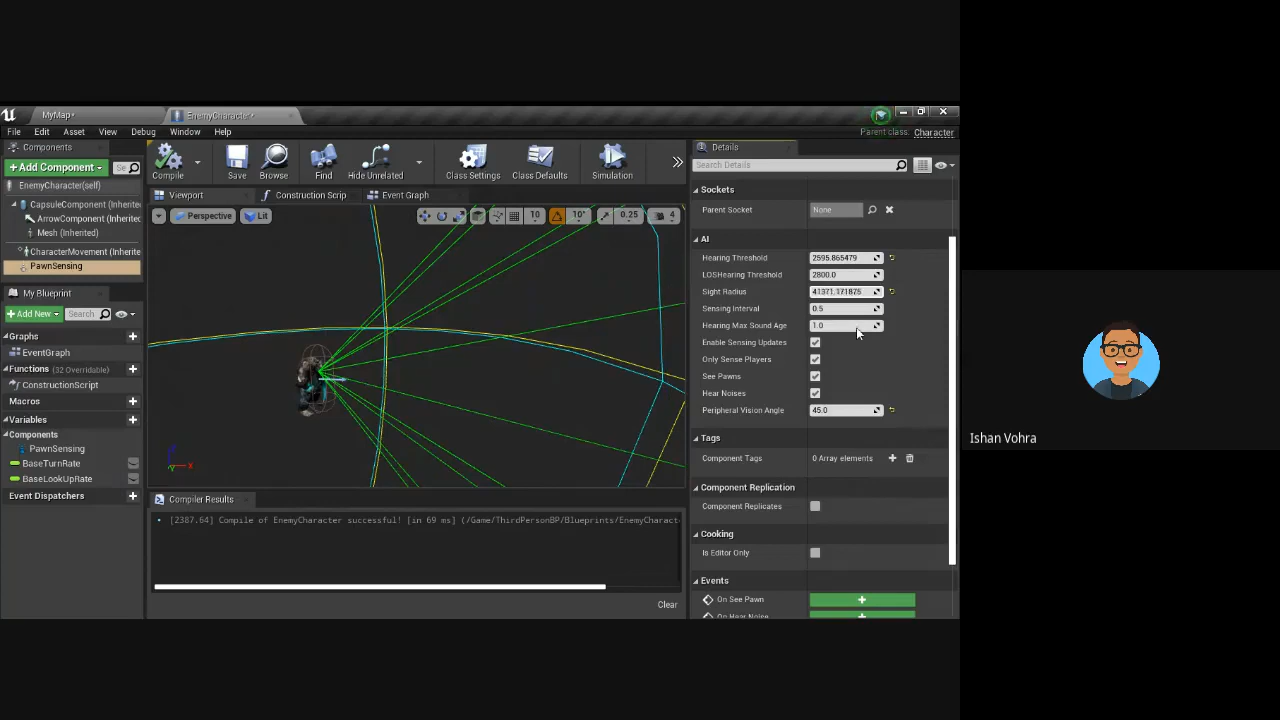 MyMap*
EnemyCharacter*
File Edit Asset View Debug Window Help
Parent class: Character
Components
+ Add Component
Se
EnemyCharacter(self)
CapsuleComponent (Inherite
ArrowComponent (Inherite
Mesh (Inherited)
CharacterMovement (Inherite
PawnSensing
My Blueprint
+ Add New
Search
Graphs
EventGraph
Functions (32 Overridable)
ConstructionScript
Macros
Variables
Components
PawnSensing
BaseTurnRate
BaseLookUpRate
Event Dispatchers
Compile Save Browse Find Hide Unrelated Class Settings Class Defaults Simulation
Viewport Construction Scrip Event Graph
Perspective Lit 10 10° 0.25 4
Compiler Results
[2387.64] Compile of EnemyCharacter successful! [in 69 ms] (/Game/ThirdPersonBP/Blueprints/EnemyCharact
Clear
Details
Search Details
Sockets
Parent Socket None
AI
Hearing Threshold 2595.865479
LOSHearing Threshold 2800.0
Sight Radius 41371.171875
Sensing Interval 0.5
Hearing Max Sound Age 1.0
Enable Sensing Updates
Only Sense Players
See Pawns
Hear Noises
Peripheral Vision Angle 45.0
Tags
Component Tags 0 Array elements
Component Replication
Component Replicates
Cooking
Is Editor Only
Events
On See Pawn
On Hear Noise
Ishan Vohra